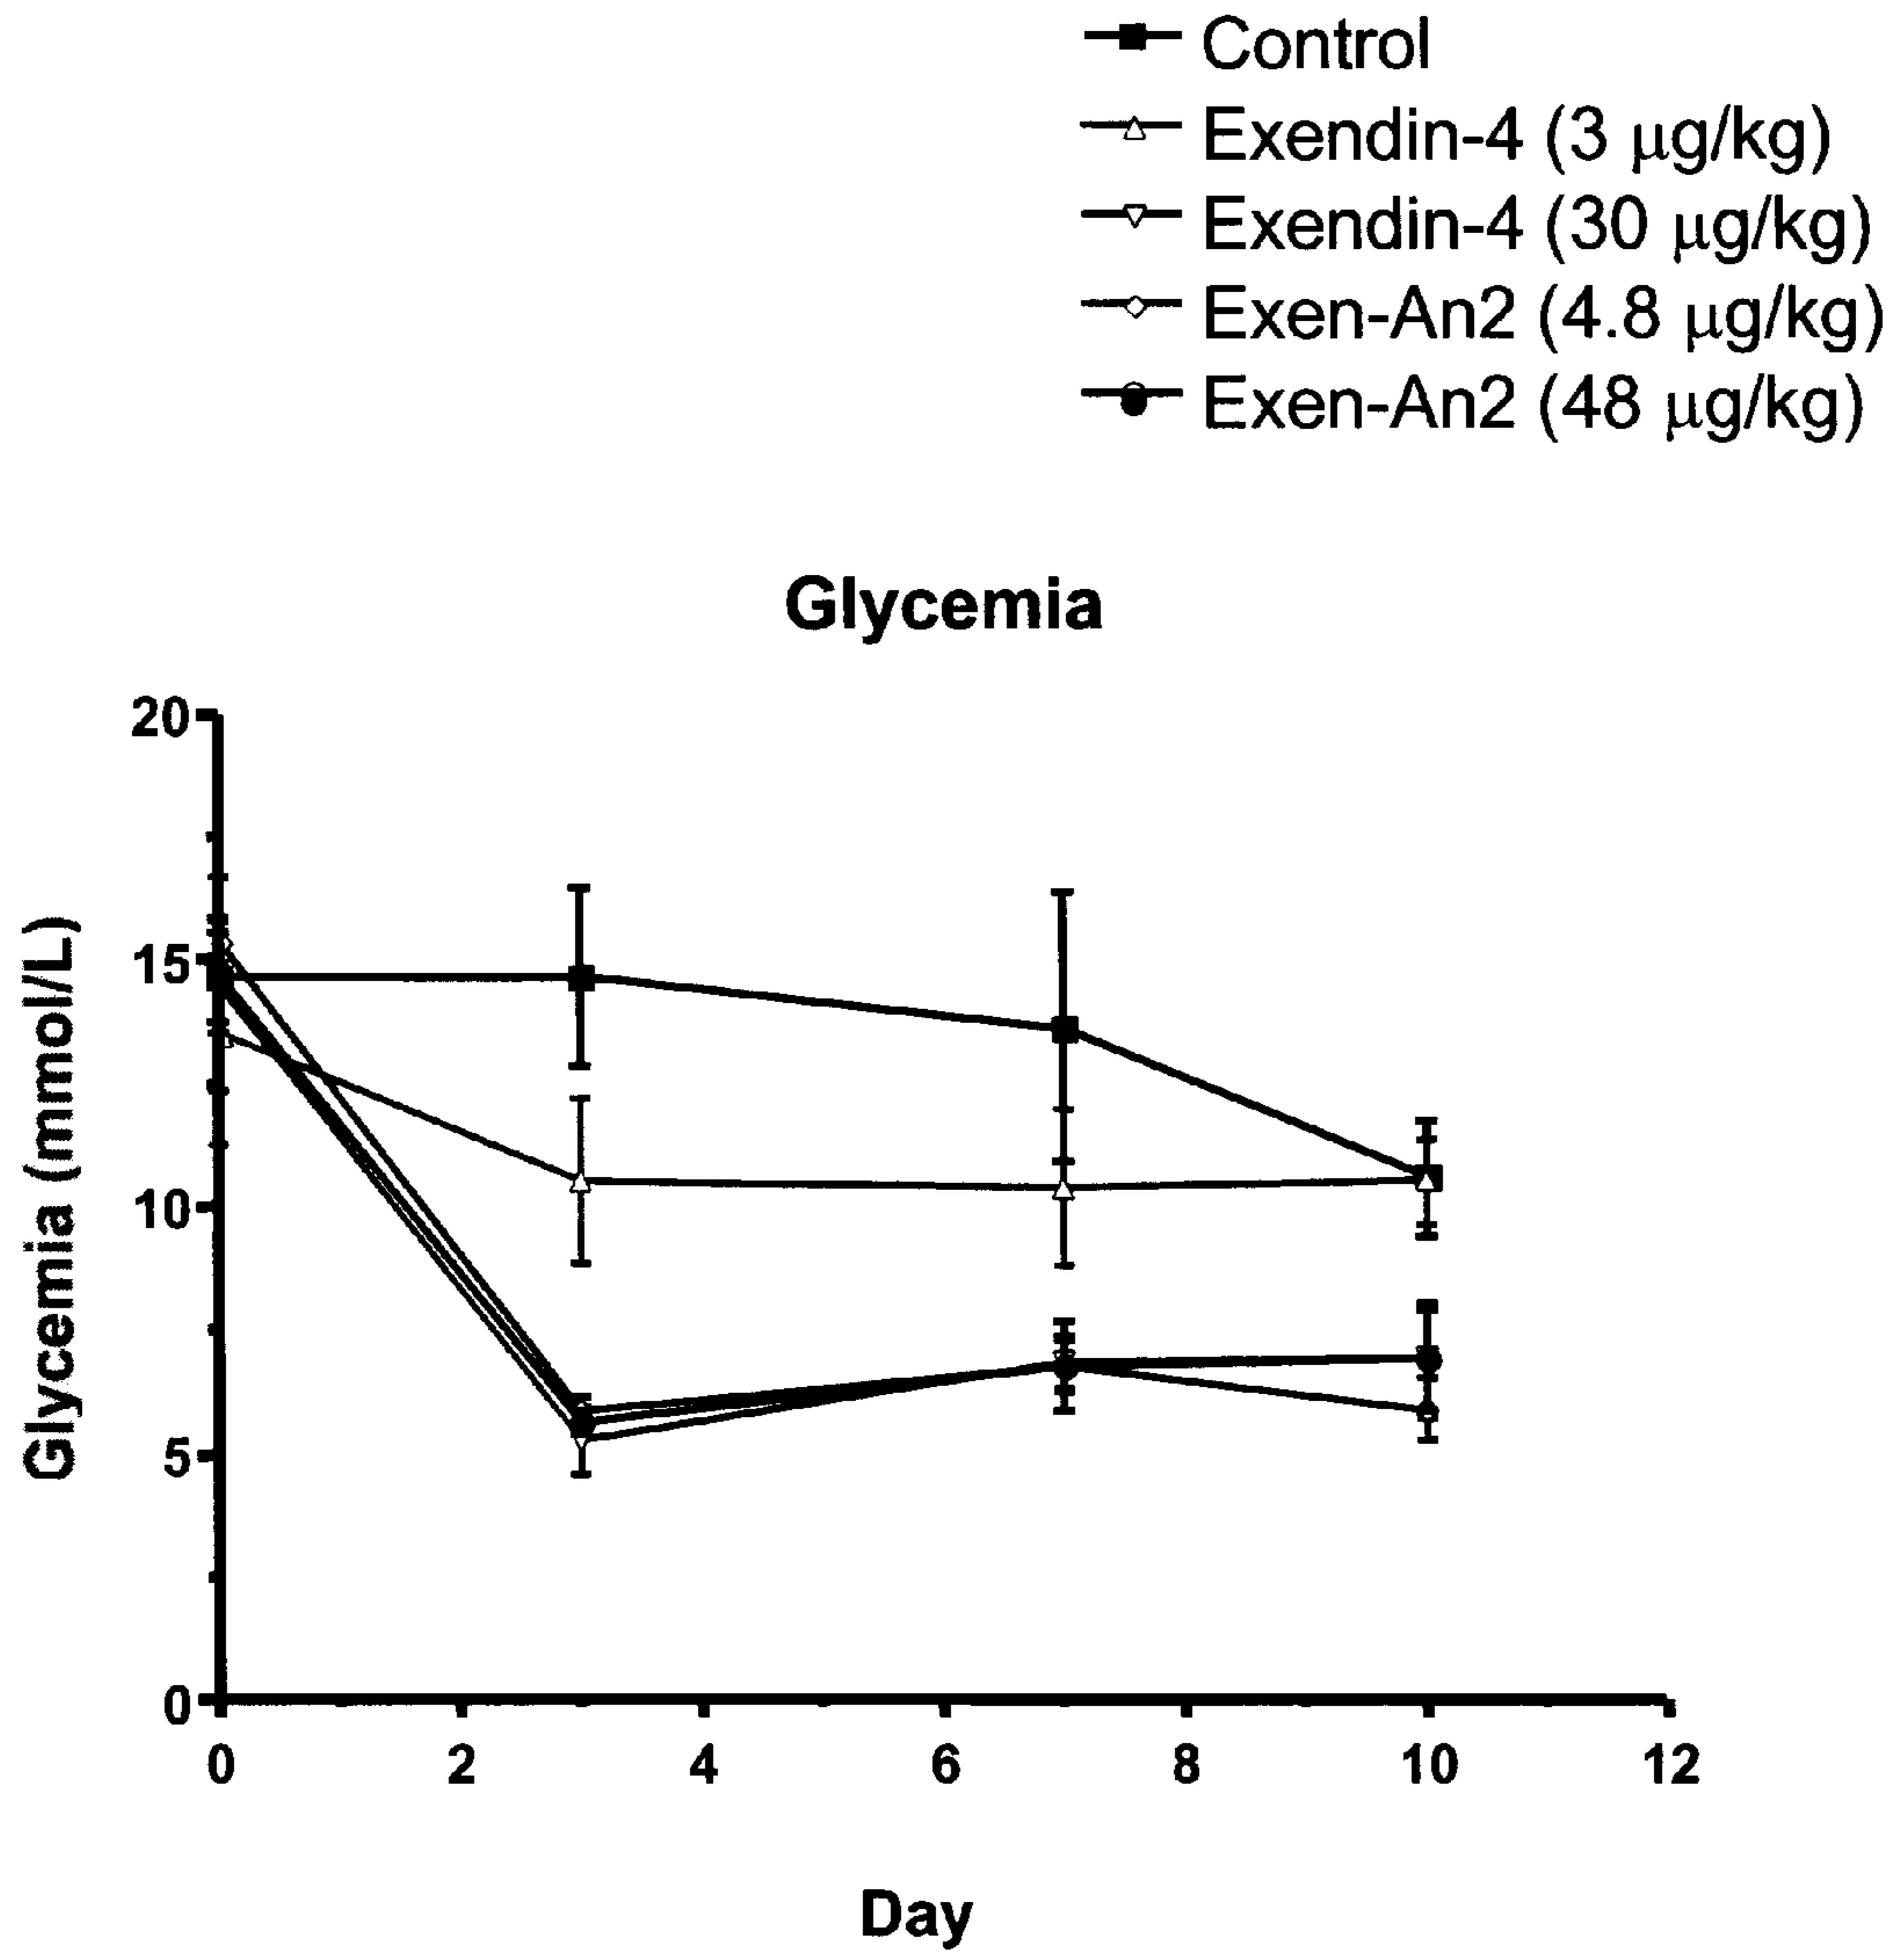 Control
Exendin-4 (3 μg/kg)
Exendin-4 (30 μg/kg)
Exen-An2 (4.8 μg/kg)
Exen-An2 (48 μg/kg)
Glycemia
Glycemia (mmol/L)
20
15
10
5
0
0 2 4 6 8 10 12
Day